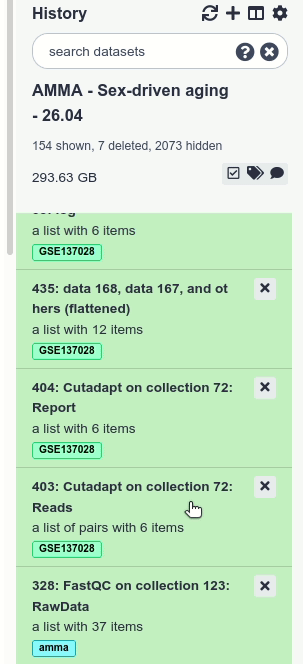 History
search datasets
AMMA - Sex-driven aging
- 26.04
154 shown, 7 deleted, 2073 hidden
293.63 GB
a list with 6 items
GSE137028
435: data 168, data 167, and ot
hers (flattened)
a list with 12 items
GSE137028
404: Cutadapt on collection 72:
Report
a list with 6 items
GSE137028
403: Cutadapt on collection 72:
Reads
a list of pairs with 6 items
GSE137028
328: FastQC on collection 123:
RawData
a list with 37 items
amma